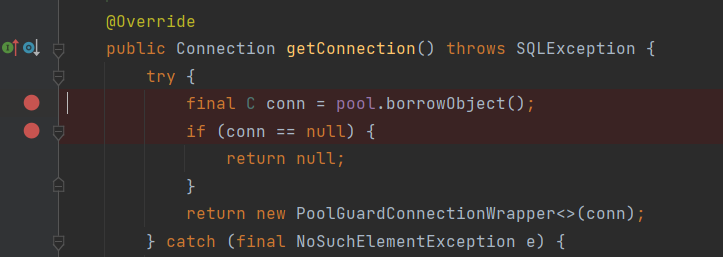 @Override
public Connection getConnection() throws SQLException {
try {
final C conn = pool.borrowObject();
if (conn == null) {
return null;
}
return new PoolGuardConnectionWrapper<>(conn);
} catch (final NoSuchElementException e) {